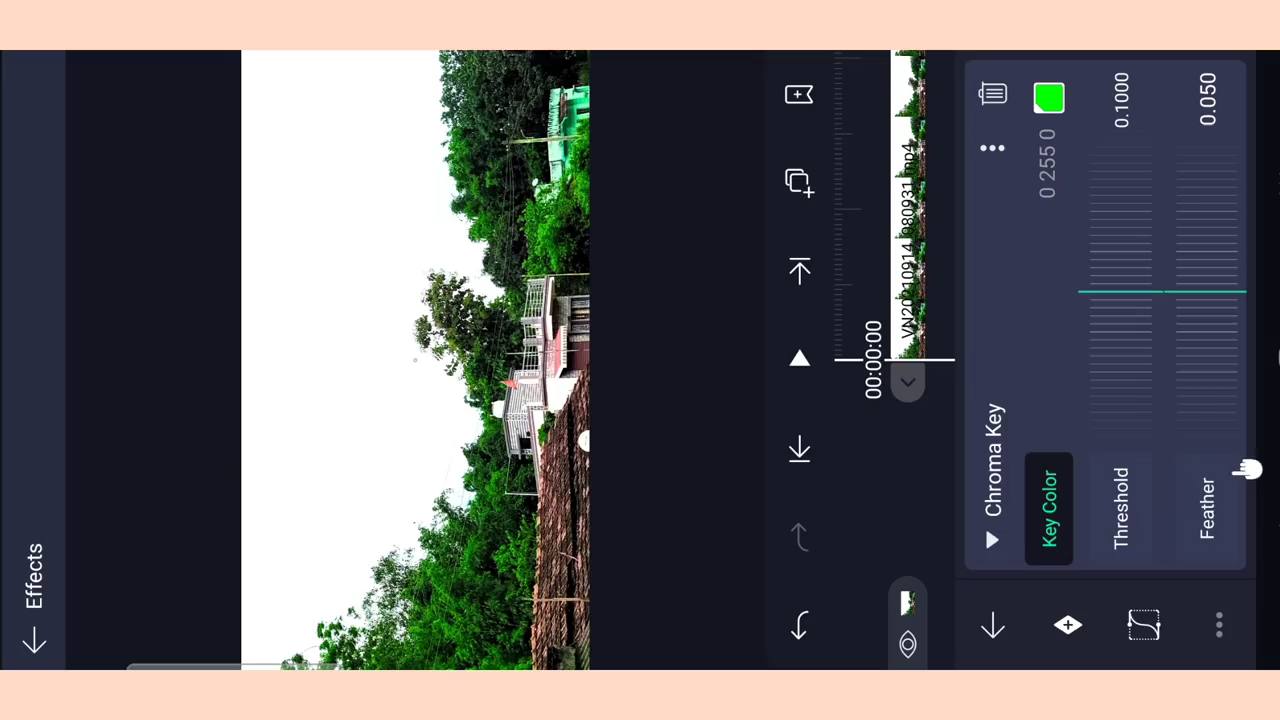 Effects
00:00:00
VN20210914_080931.mp4
Chroma Key
Key Color
0 255 0
Threshold
0.1000
Feather
0.050